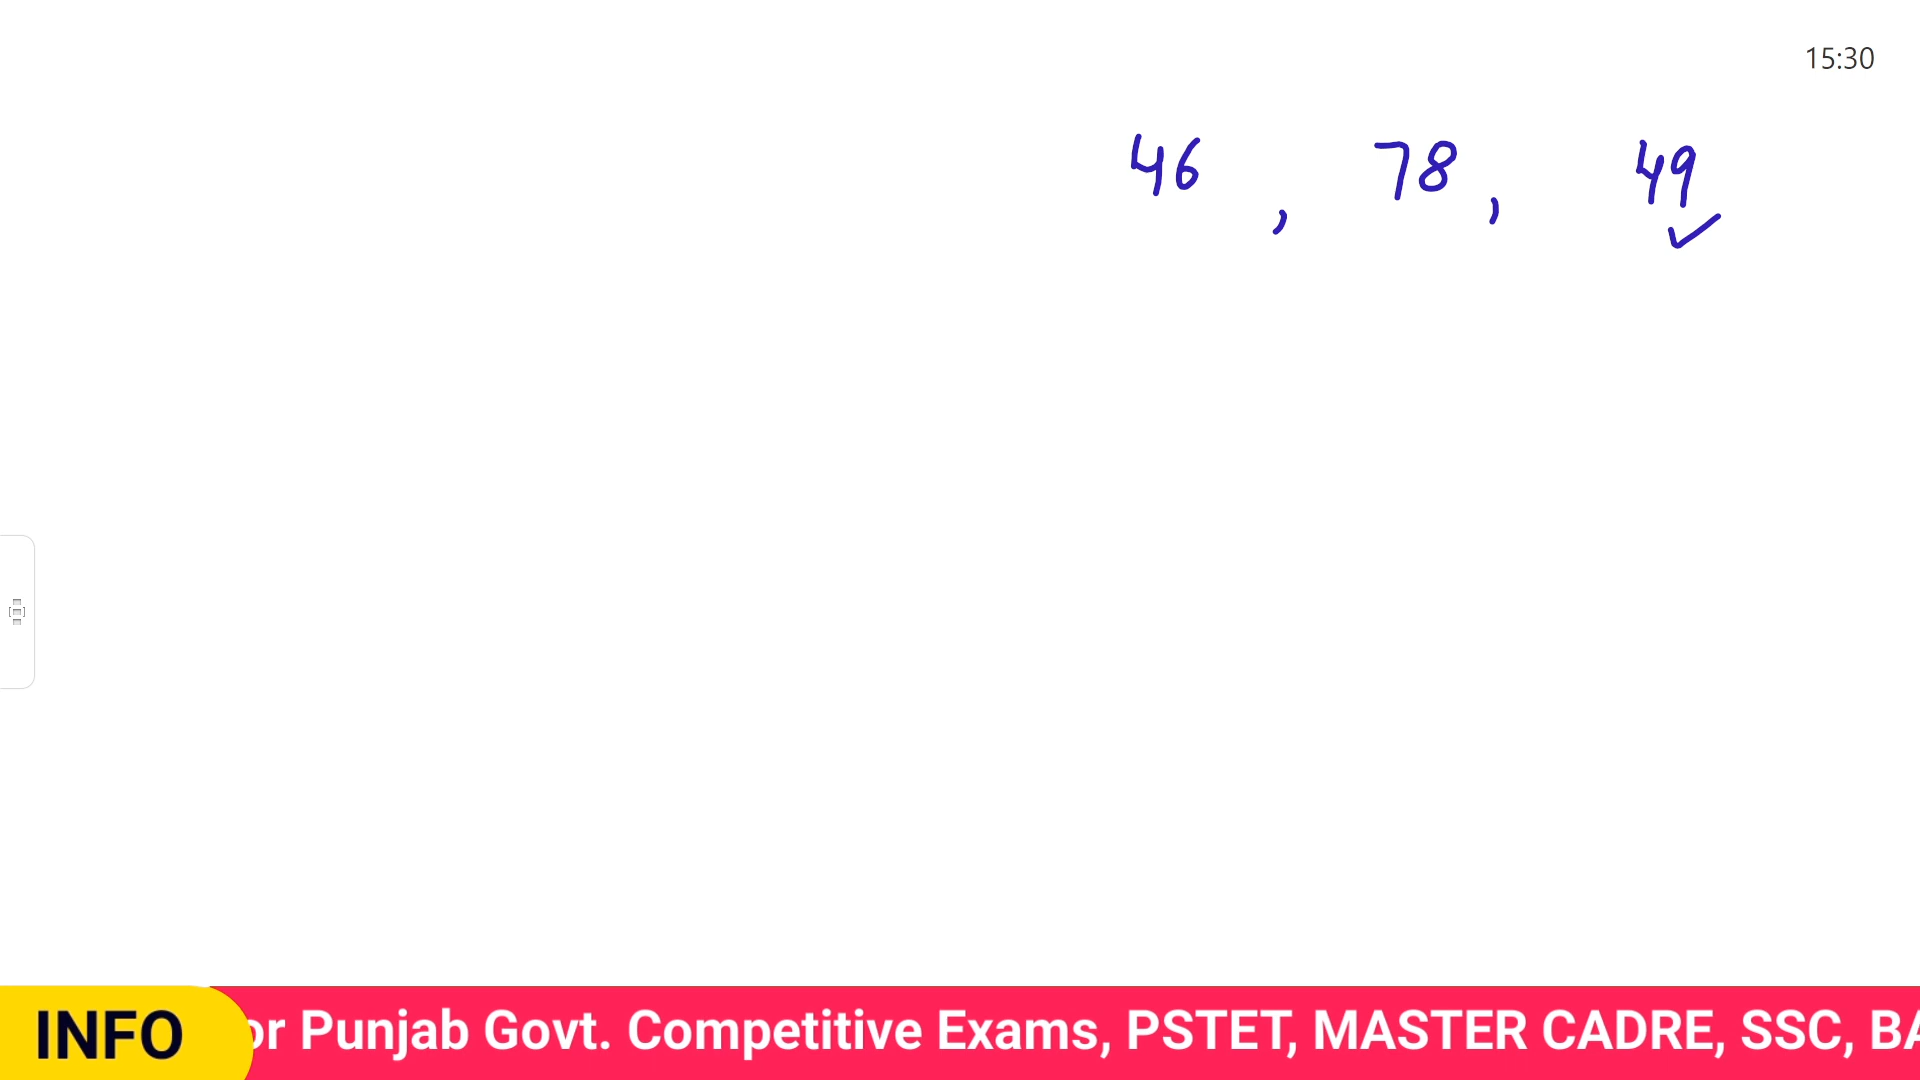 15:30
46 , 78 , 49
INFO
or Punjab Govt. Competitive Exams, PSTET, MASTER CADRE, SSC, BA